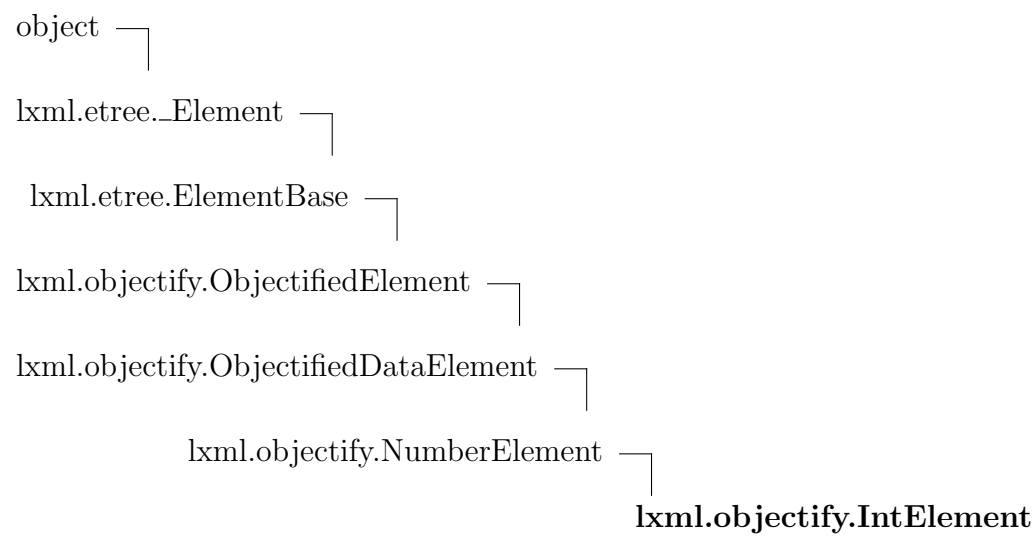 object
lxml.etree._Element
lxml.etree.ElementBase
lxml.objectify.ObjectifiedElement
lxml.objectify.ObjectifiedDataElement
lxml.objectify.NumberElement
lxml.objectify.IntElement